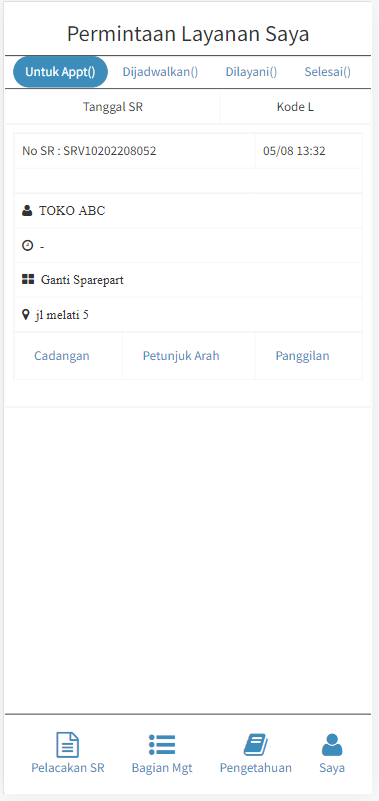 Permintaan Layanan Saya
Untuk Appt() Dijadwalkan() Dilayani() Selesai()
Tanggal SR Kode L
No SR : SRV10202208052 05/08 13:32
TOKO ABC
-
Ganti Sparepart
jl melati 5
Cadangan Petunjuk Arah Panggilan
Pelacakan SR Bagian Mgt Pengetahuan Saya